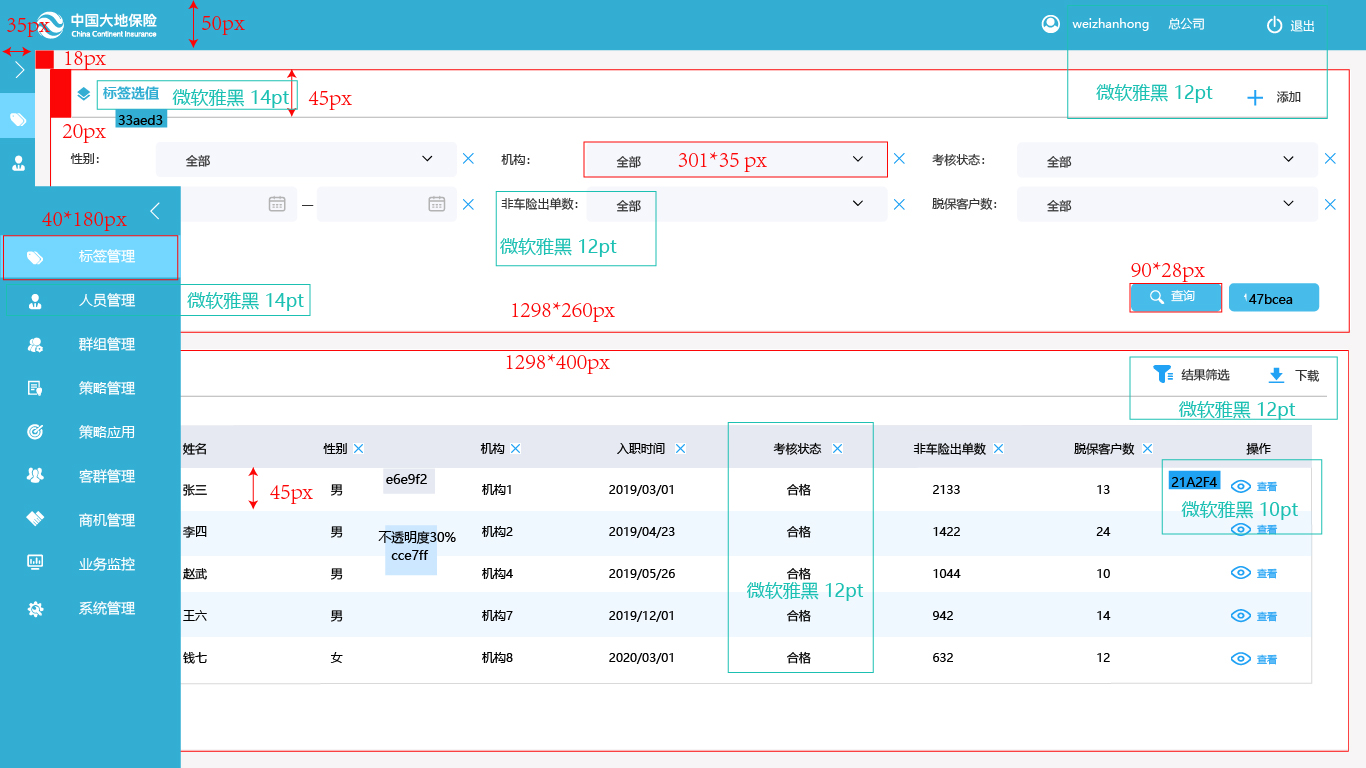 35px
中国大地保险
China Continent Insurance
50px
weizhanhong
总公司
退出
18px
标签选值
微软雅黑 14pt
45px
微软雅黑 12pt
添加
33aed3
20px
性别:
全部
机构:
全部
301*35 px
考核状态:
全部
—
非车险出单数:
全部
脱保客户数:
全部
微软雅黑 12pt
40*180px
标签管理
人员管理
群组管理
策略管理
策略应用
客群管理
商机管理
业务监控
系统管理
微软雅黑 14pt
1298*260px
90*28px
查询
47bcea
1298*400px
结果筛选
下载
微软雅黑 12pt
姓名 性别 机构 入职时间 考核状态 非车险出单数 脱保客户数 操作
张三 男 机构1 2019/03/01 合格 2133 13 查看
李四 男 机构2 2019/04/23 合格 1422 24 查看
赵武 男 机构4 2019/05/26 合格 1044 10 查看
王六 男 机构7 2019/12/01 合格 942 14 查看
钱七 女 机构8 2020/03/01 合格 632 12 查看
45px
e6e9f2
不透明度30%
cce7ff
微软雅黑 12pt
21A2F4
微软雅黑 10pt